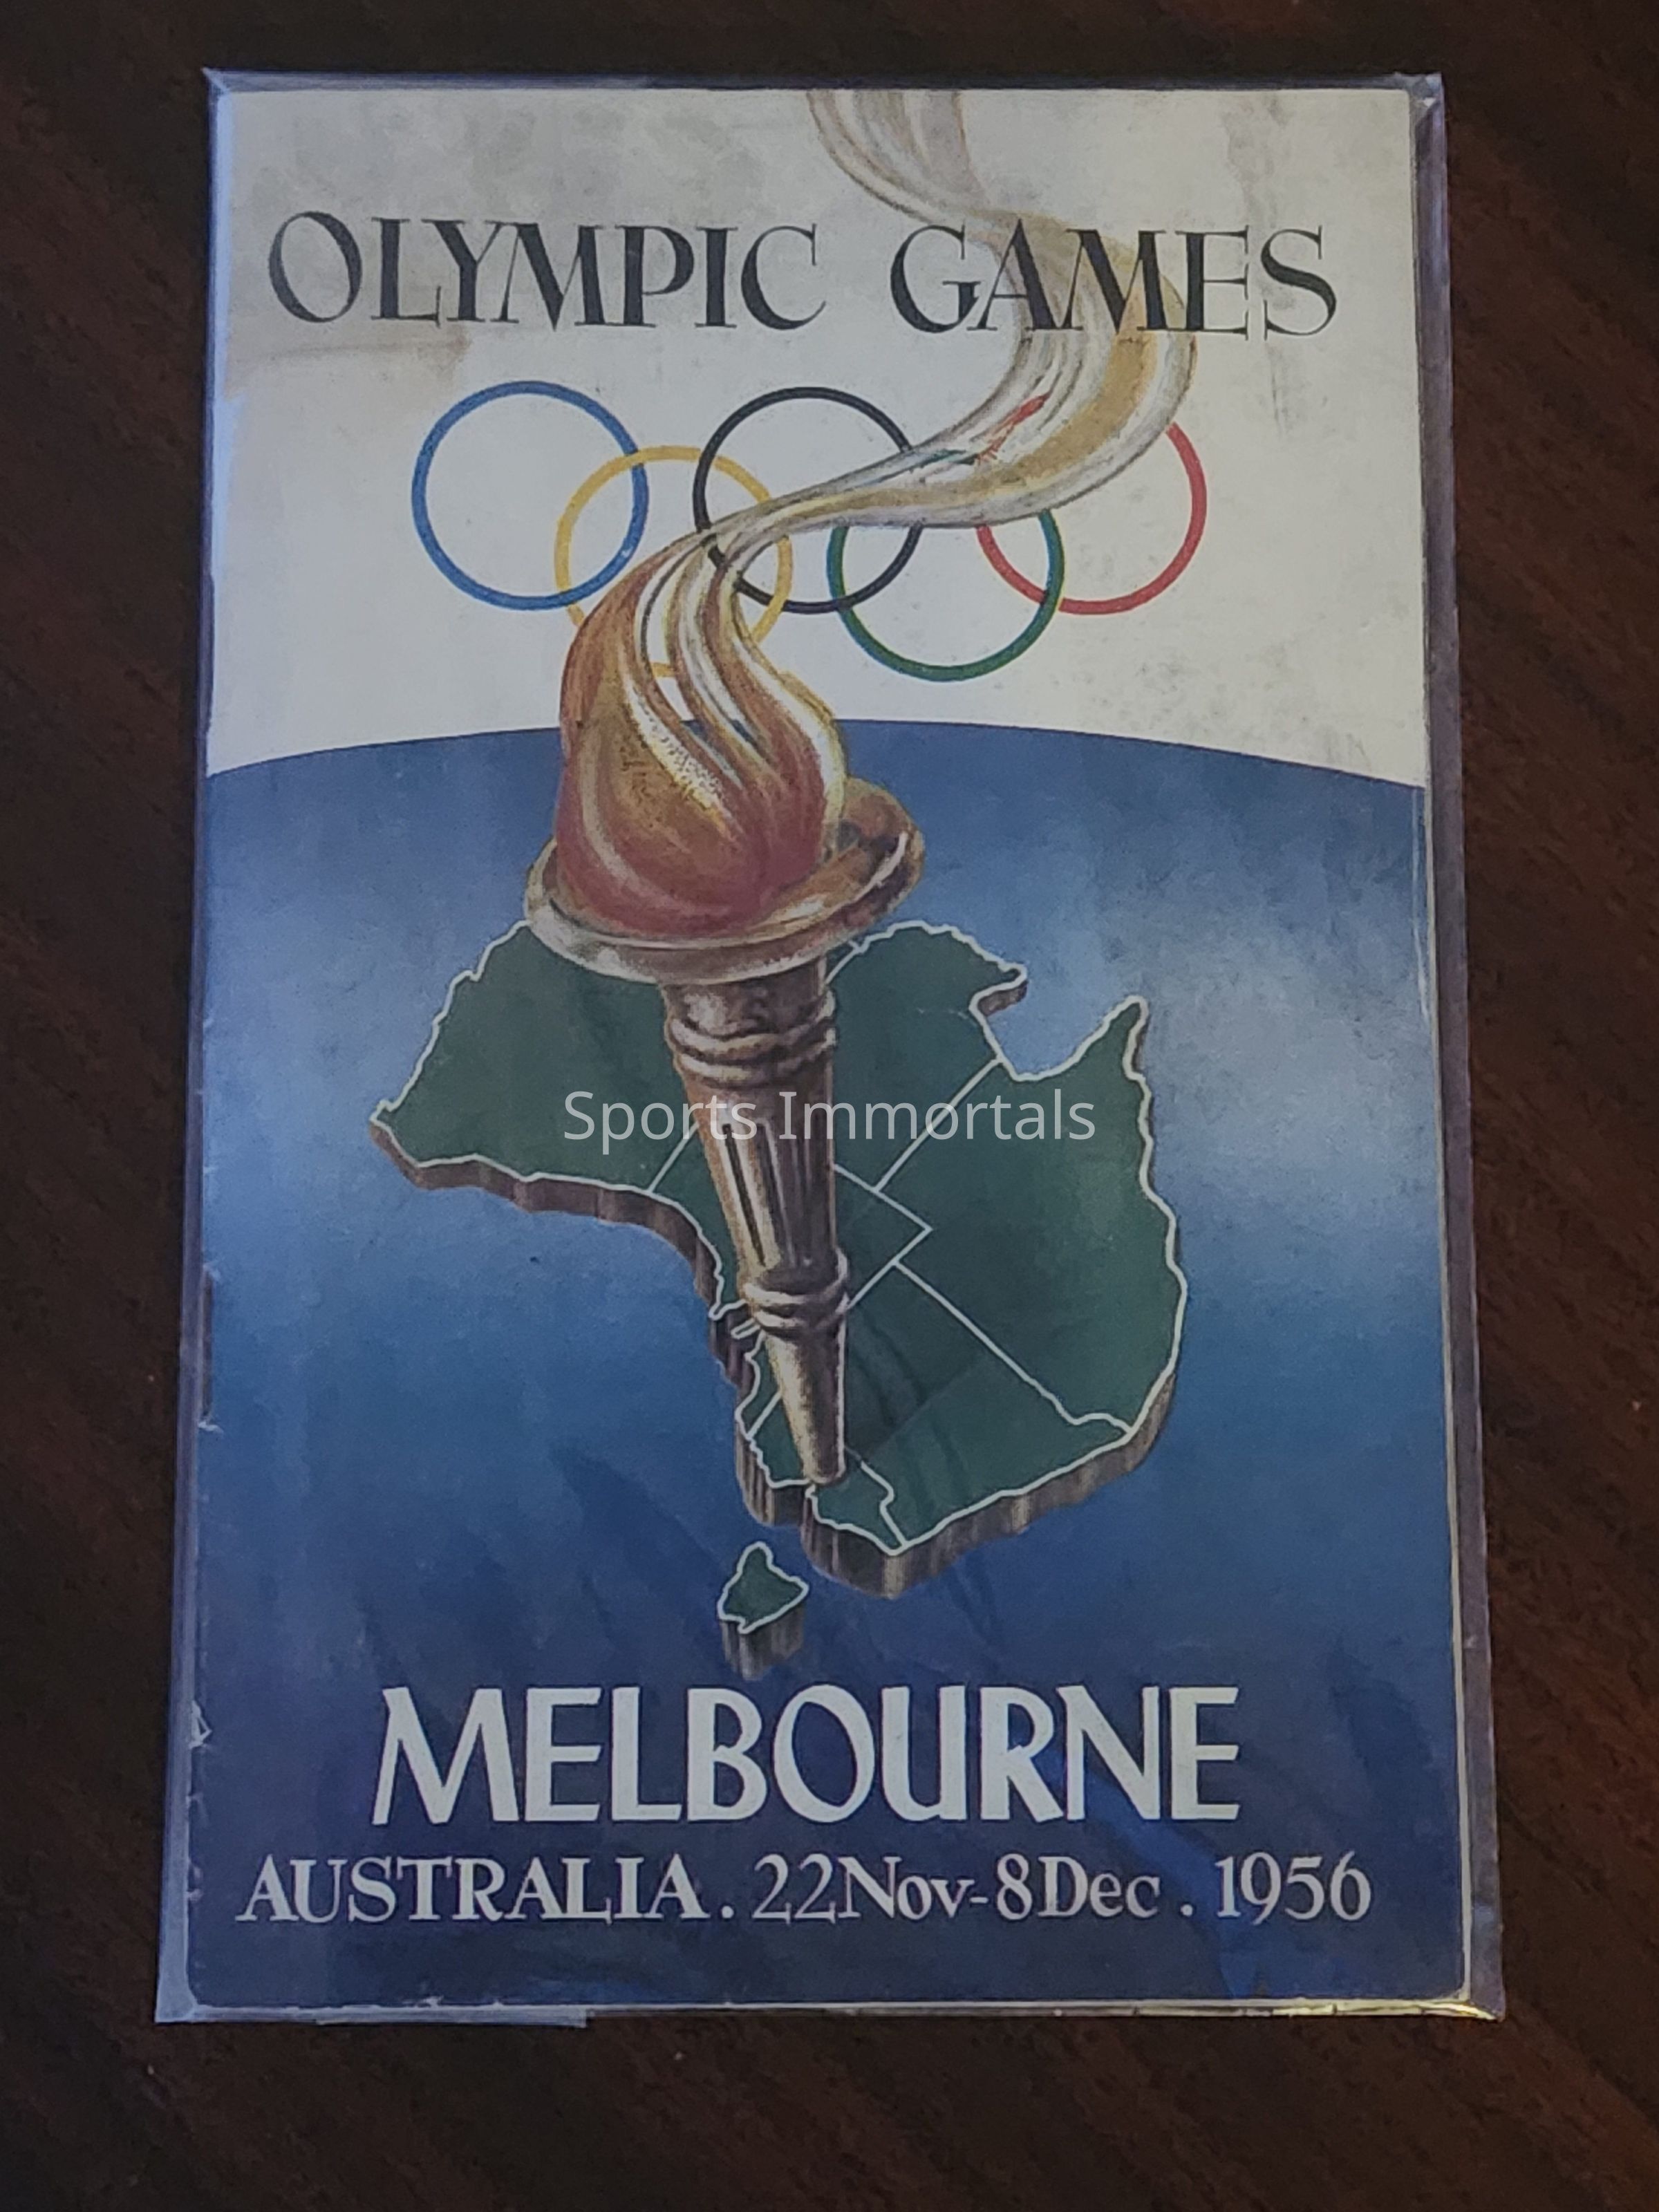 OLYMPIC GAMES
Sports Immortals
MELBOURNE
AUSTRALIA. 22Nov-8Dec. 1956